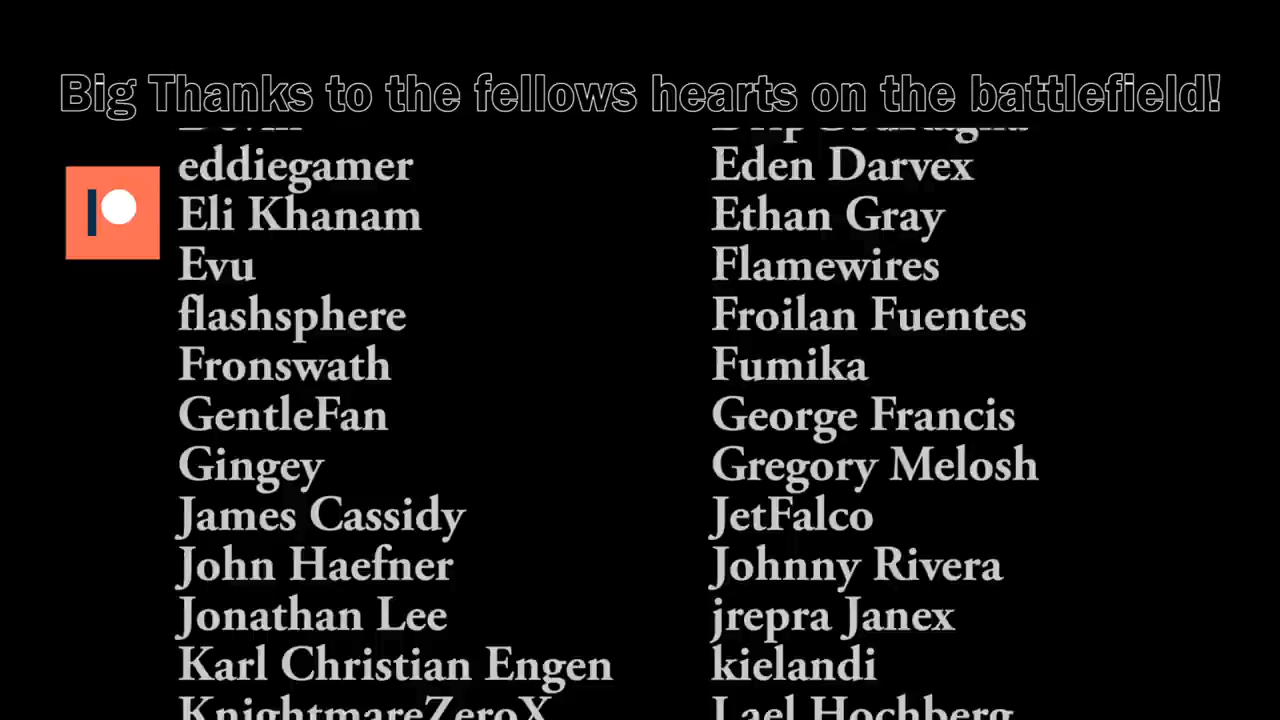 Big Thanks to the fellows hearts on the battlefield!
eddiegamer
Eden Darvex
Eli Khanam
Ethan Gray
Evu
Flamewires
flashsphere
Froilan Fuentes
Fronswath
Fumika
GentleFan
George Francis
Gingey
Gregory Melosh
James Cassidy
JetFalco
John Haefner
Johnny Rivera
Jonathan Lee
jrepra Janex
Karl Christian Engen
kielandi
KnightmareZeroX
Lael Hochberg